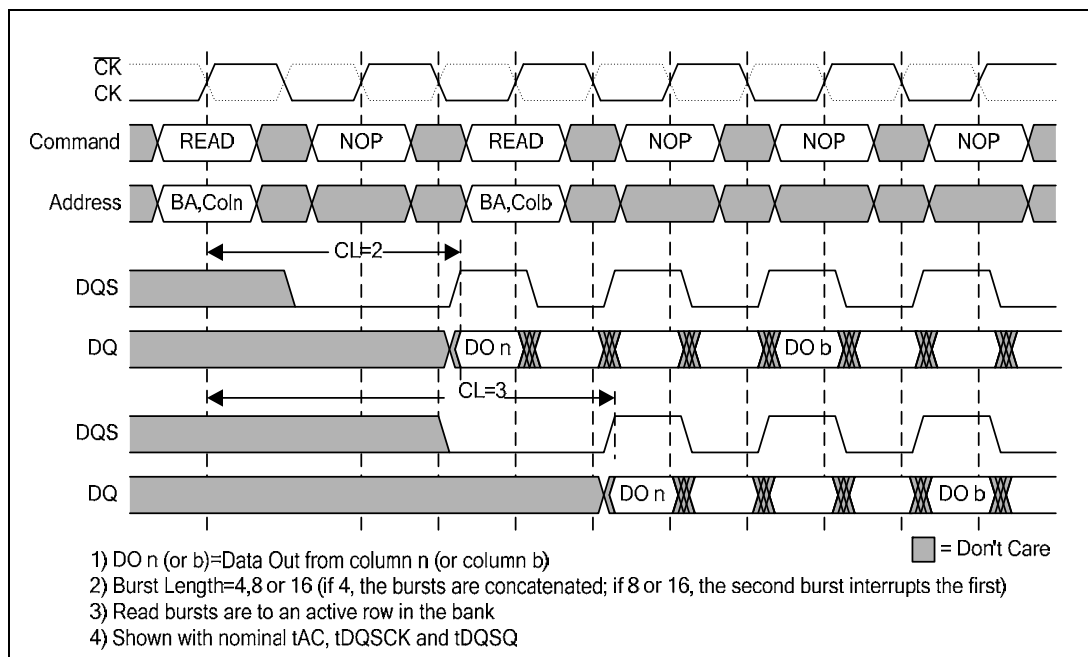 CK
CK
Command READ NOP READ NOP NOP NOP
Address BA,Coln BA,Colb
CL=2
DQS
DQ DO n DO b
CL=3
DQS
DQ DO n DO b
1) DO n (or b)=Data Out from column n (or column b)
= Don't Care
2) Burst Length=4,8 or 16 (if 4, the bursts are concatenated; if 8 or 16, the second burst interrupts the first)
3) Read bursts are to an active row in the bank
4) Shown with nominal tAC, tDQSCK and tDQSQ